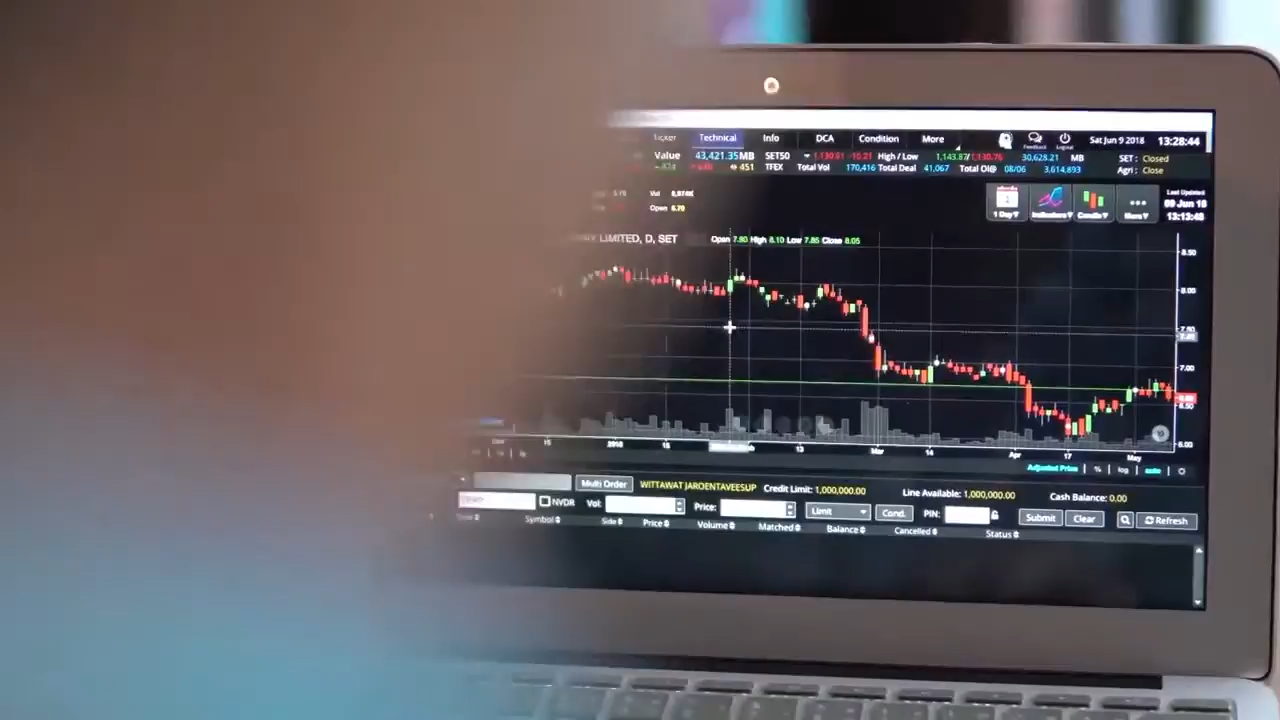 Technical Info DCA Condition More Sat Jun 9 2018 13:28:44
Feedback Logout
Value 43,421.35MB SET50 High / Low 1,143.87/ 30,628.21 MB SET : Closed
451 TFEX Total Vol 170,416 Total Deal 41,067 Total OI@ 08/06 3,614,893 Agri : Close
Last Updated
Vol 6,974K
1 Day Indicators Candle More 09 Jun 18
Open 6.70 13:13:48
LIMITED, D, SET Open 7.90 High 8.10 Low 7.85 Close 8.05
8.50
8.00
7.50
7.00
6.50
6.00
15 2018 15 13 Mar 14 Apr 17 May
Adjusted Price % log auto
Multi Order WITTAWAT JAROENTAVEESUP Credit Limit: 1,000,000.00 Line Available: 1,000,000.00 Cash Balance: 0.00
NVDR Vol: Price: Limit Cond. PIN: Submit Clear Refresh
Symbol Side Price Volume Matched Balance Cancelled Status